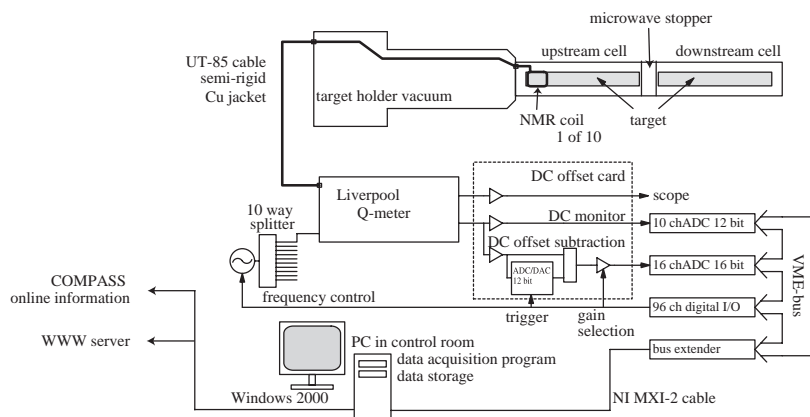 microwave stopper
upstream cell
downstream cell
UT-85 cable
semi-rigid
Cu jacket
target holder vacuum
NMR coil
1 of 10
target
DC offset card
Liverpool
Q-meter
scope
10 way
splitter
DC monitor
10 chADC 12 bit
DC offset subtraction
ADC/DAC
12 bit
16 chADC 16 bit
VME-bus
COMPASS
online information
frequency control
trigger
gain
selection
96 ch digital I/O
WWW server
PC in control room
data acquisition program
data storage
bus extender
Windows 2000
NI MXI-2 cable